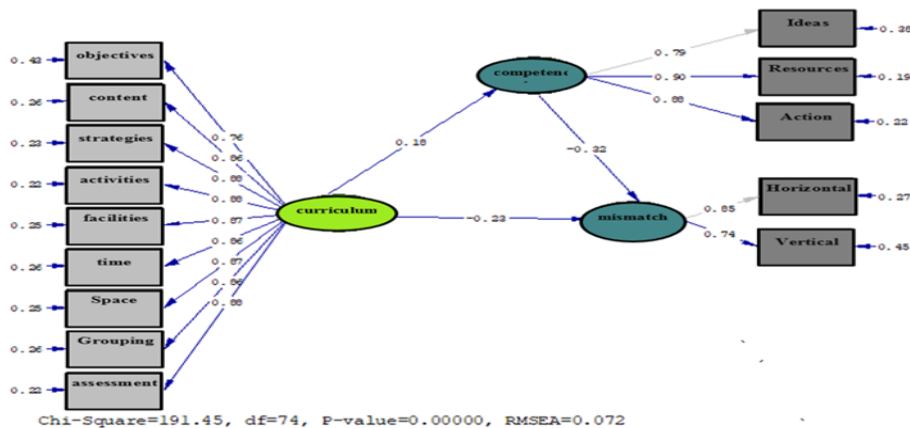 Ideas
0.38
objectives
0.43
0.79
competenc
Resources
0.90
0.19
content
0.26
0.88
Action
0.22
strategies
0.23
0.76
0.86
0.18
-0.32
0.88
activities
0.22
0.88
Horizontal
0.27
curriculum
0.85
facilities
0.25
0.87
-0.23
mismatch
0.74
Vertical
0.45
0.86
time
0.26
0.87
0.86
Space
0.25
0.88
Grouping
0.26
assessment
0.22
Chi-Square=191.45, df=74, P-value=0.00000, RMSEA=0.072